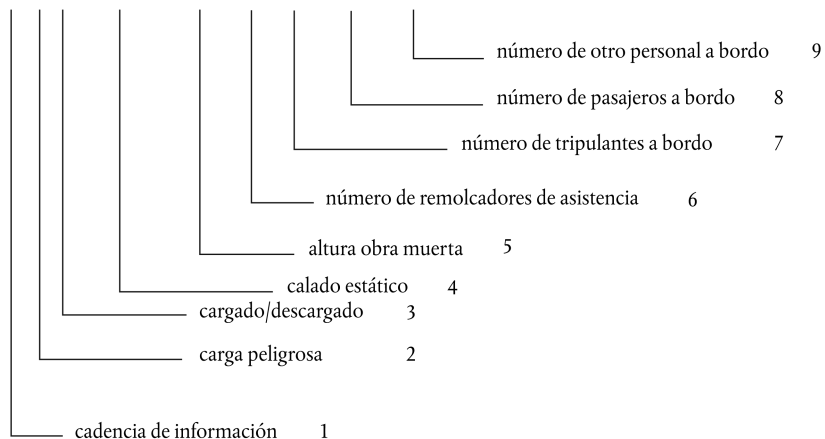 número de otro personal a bordo 9
número de pasajeros a bordo 8
número de tripulantes a bordo 7
número de remolcadores de asistencia 6
altura obra muerta 5
calado estático 4
cargado/descargado 3
carga peligrosa 2
cadencia de información 1